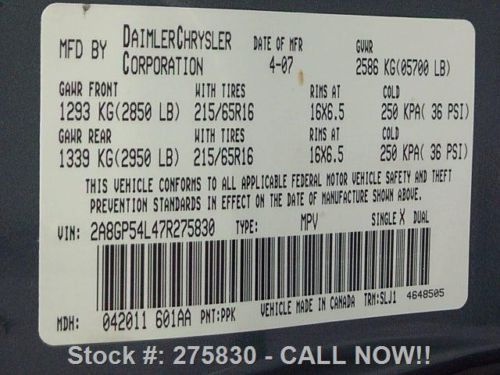 MFD BY DAIMLERCHRYSLER CORPORATION DATE OF MFR 4-07 GVWR 2586 KG(05700 LB)
GAWR FRONT WITH TIRES RIMS AT COLD
1293 KG(2850 LB) 215/65R16 16X6.5 250 KPA( 36 PSI)
GAWR REAR WITH TIRES RIMS AT COLD
1339 KG(2950 LB) 215/65R16 16X6.5 250 KPA( 36 PSI)
THIS VEHICLE CONFORMS TO ALL APPLICABLE FEDERAL MOTOR VEHICLE SAFETY AND THEFT
PREVENTION STANDARDS IN EFFECT ON THE DATE OF MANUFACTURE SHOWN ABOVE.
VIN: 2A8GP54L47R275830 TYPE: MPV SINGLE X DUAL
VEHICLE MADE IN CANADA TRM:SLJ1 4648505
MDH: 042011 601AA PNT:PPK
Stock #: 275830 - CALL NOW!!